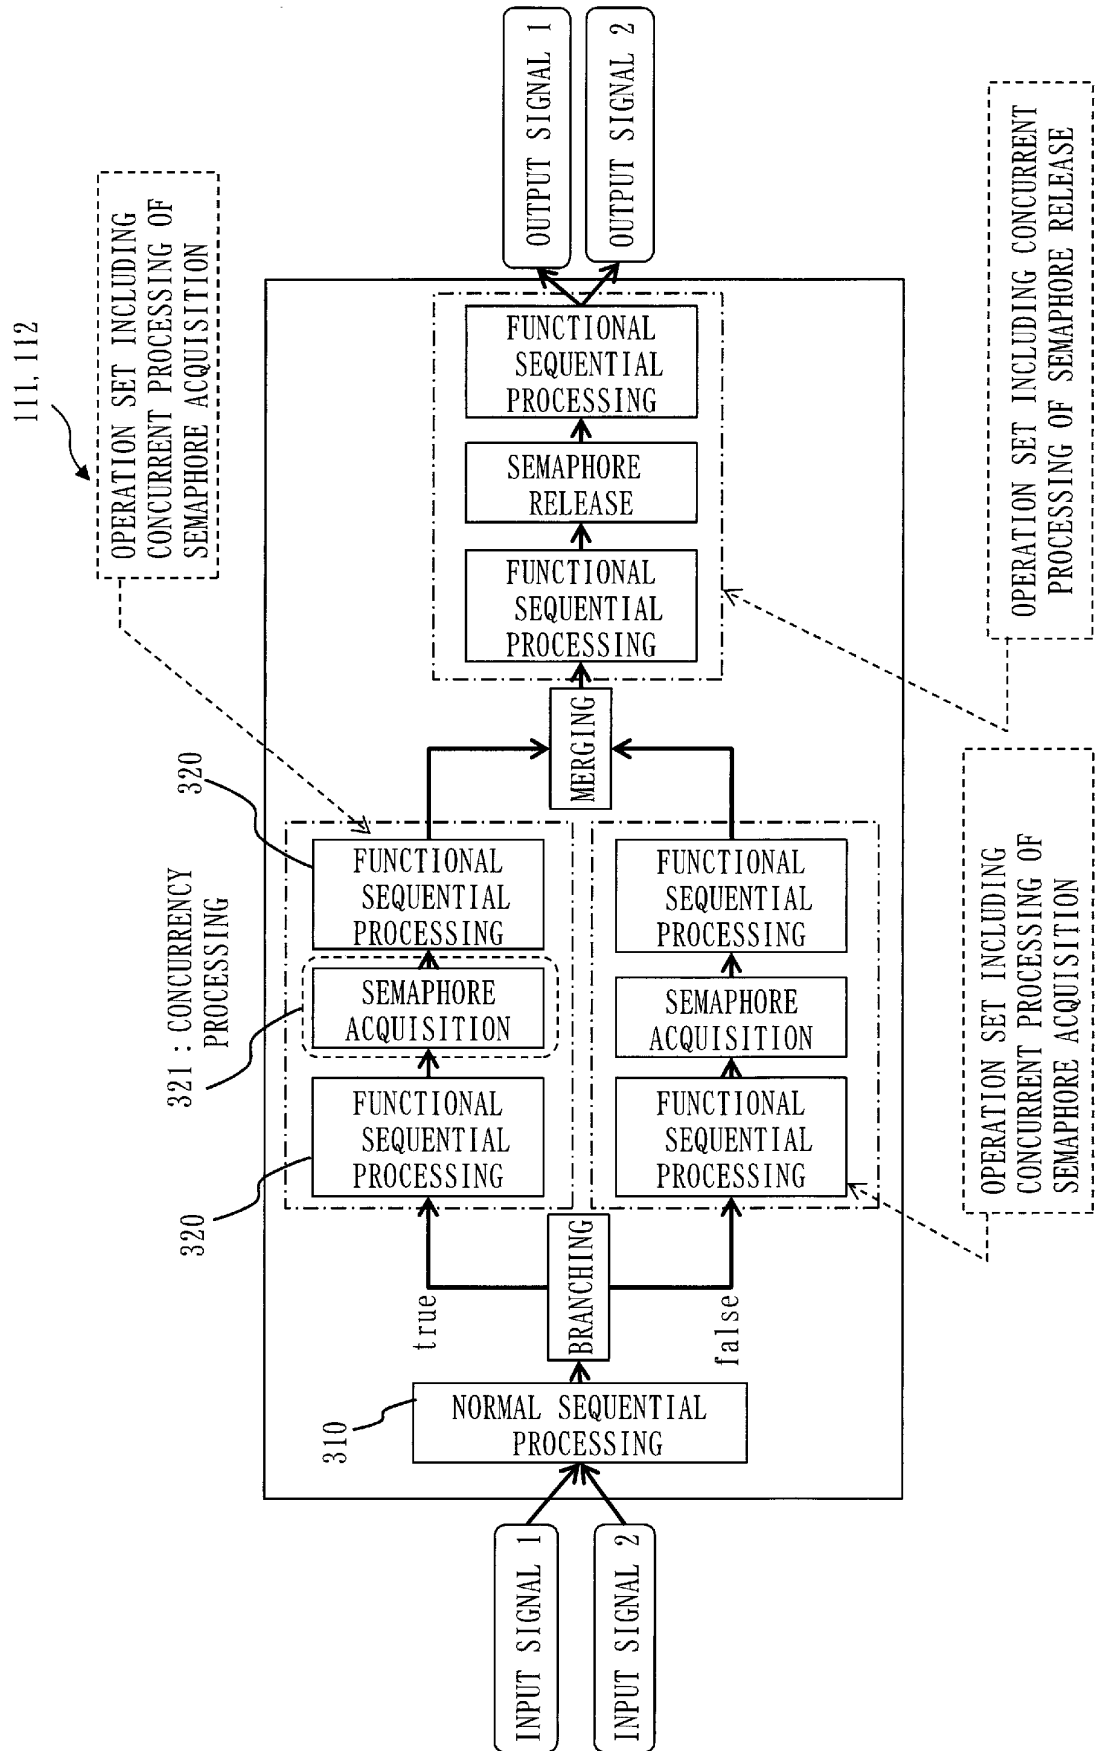 111, 112
OPERATION SET INCLUDING
CONCURRENT PROCESSING OF
SEMAPHORE ACQUISITION
321 : CONCURRENCY
PROCESSING
320
320
310
INPUT SIGNAL 1
INPUT SIGNAL 2
NORMAL SEQUENTIAL
PROCESSING
BRANCHING
true
false
FUNCTIONAL
SEQUENTIAL
PROCESSING
SEMAPHORE
ACQUISITION
FUNCTIONAL
SEQUENTIAL
PROCESSING
FUNCTIONAL
SEQUENTIAL
PROCESSING
SEMAPHORE
ACQUISITION
FUNCTIONAL
SEQUENTIAL
PROCESSING
MERGING
FUNCTIONAL
SEQUENTIAL
PROCESSING
SEMAPHORE
RELEASE
FUNCTIONAL
SEQUENTIAL
PROCESSING
OUTPUT SIGNAL 1
OUTPUT SIGNAL 2
OPERATION SET INCLUDING
CONCURRENT PROCESSING OF
SEMAPHORE ACQUISITION
OPERATION SET INCLUDING CONCURRENT
PROCESSING OF SEMAPHORE RELEASE